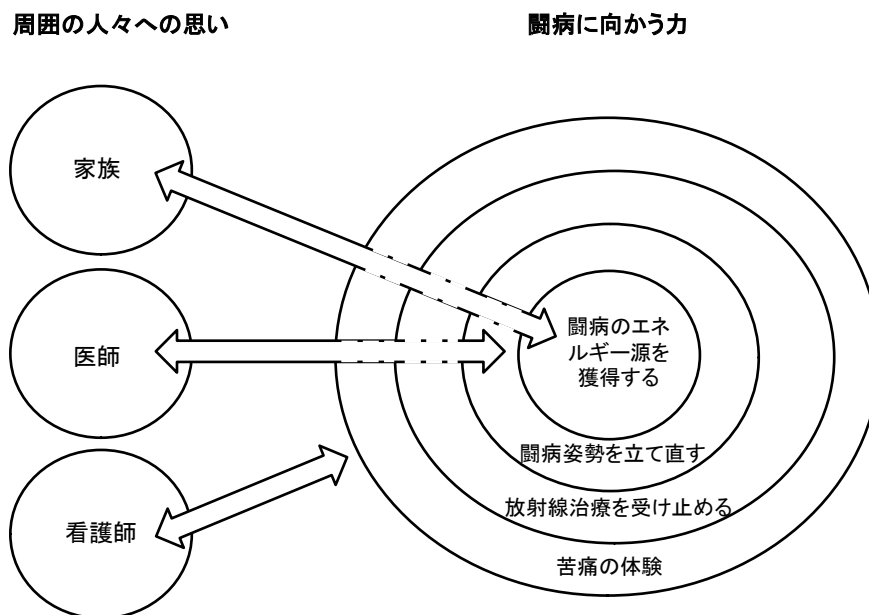 周囲の人々への思い
闘病に向かう力
家族
医師
看護師
闘病のエネ
ルギー源を
獲得する
闘病姿勢を立て直す
放射線治療を受け止める
苦痛の体験